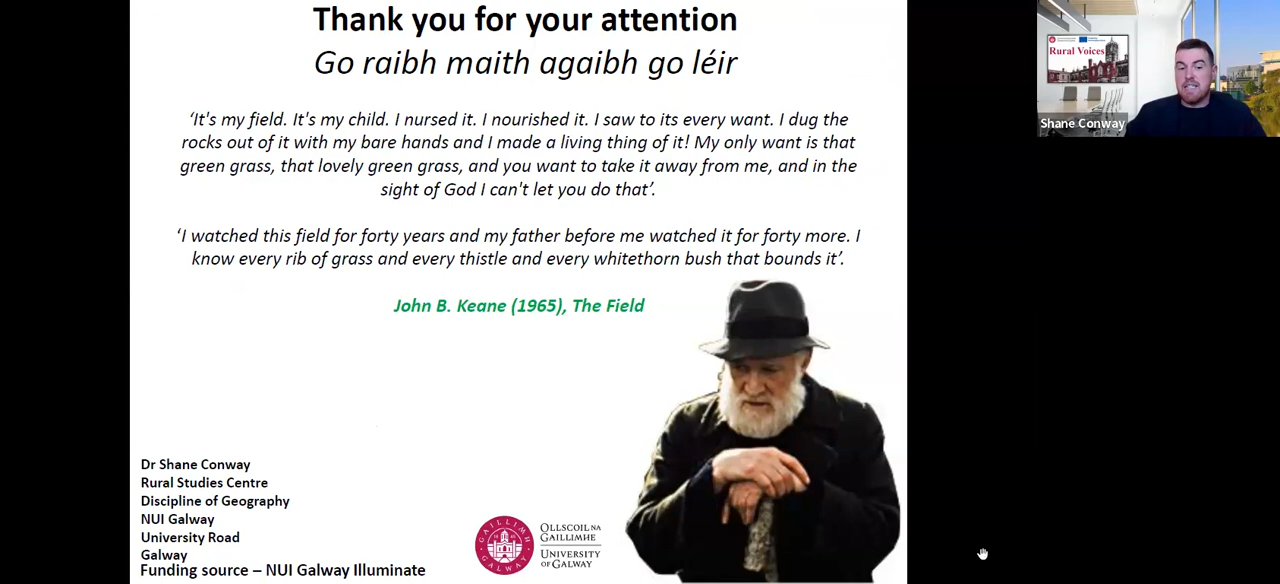 Thank you for your attention
Go raibh maith agaibh go léir
‘It's my field. It's my child. I nursed it. I nourished it. I saw to its every want. I dug the
rocks out of it with my bare hands and I made a living thing of it! My only want is that
green grass, that lovely green grass, and you want to take it away from me, and in the
sight of God I can't let you do that’.
‘I watched this field for forty years and my father before me watched it for forty more. I
know every rib of grass and every thistle and every whitethorn bush that bounds it’.
John B. Keane (1965), The Field
Dr Shane Conway
Rural Studies Centre
Discipline of Geography
NUI Galway
University Road
Galway
Funding source – NUI Galway Illuminate
GAILLIMH
GALWAY
OLLSCOIL NA
GAILLIMHE
UNIVERSITY
OF GALWAY
Rural Voices
Shane Conway